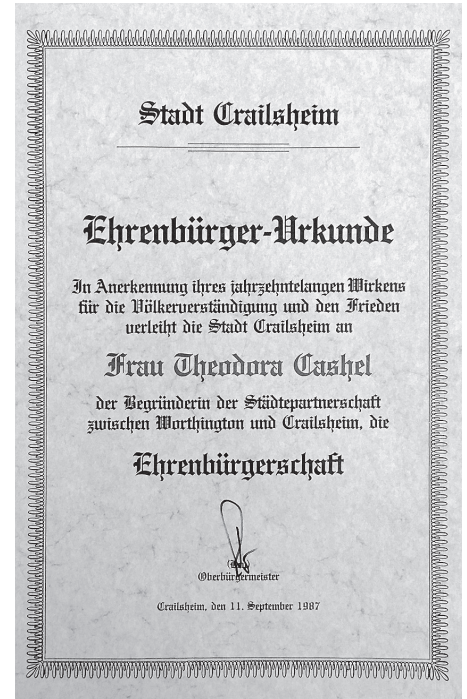 Stadt Crailsheim
Ehrenbürger-Urkunde
In Anerkennung ihres jahrzehntelangen Wirkens
für die Völkerverständigung und den Frieden
verleiht die Stadt Crailsheim an
Frau Theodora Cashel
der Begründerin der Städtepartnerschaft
zwischen Worthington und Crailsheim, die
Ehrenbürgerschaft
Oberbürgermeister
Crailsheim, den 11. September 1987